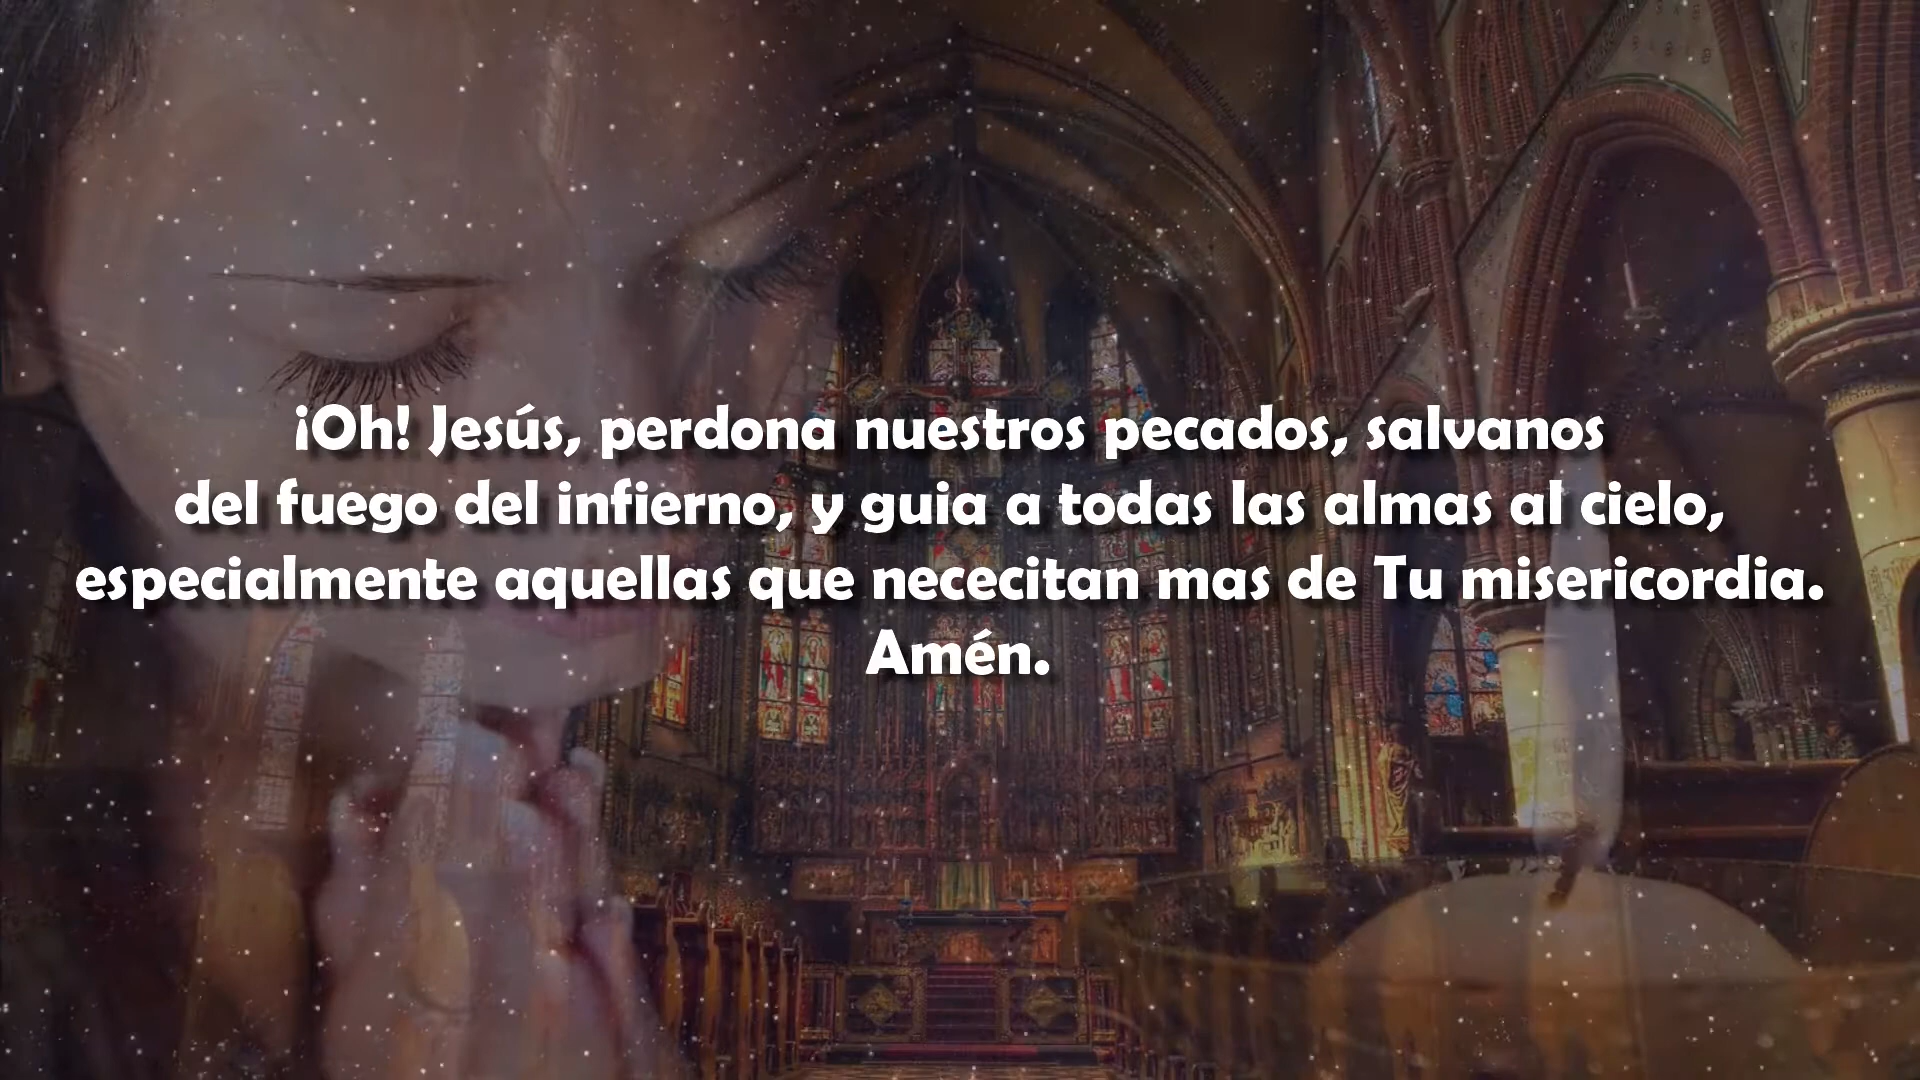 ¡Oh! Jesús, perdona nuestros pecados, salvanos
del fuego del infierno, y guia a todas las almas al cielo,
especialmente aquellas que nececitan mas de Tu misericordia.
Amén.